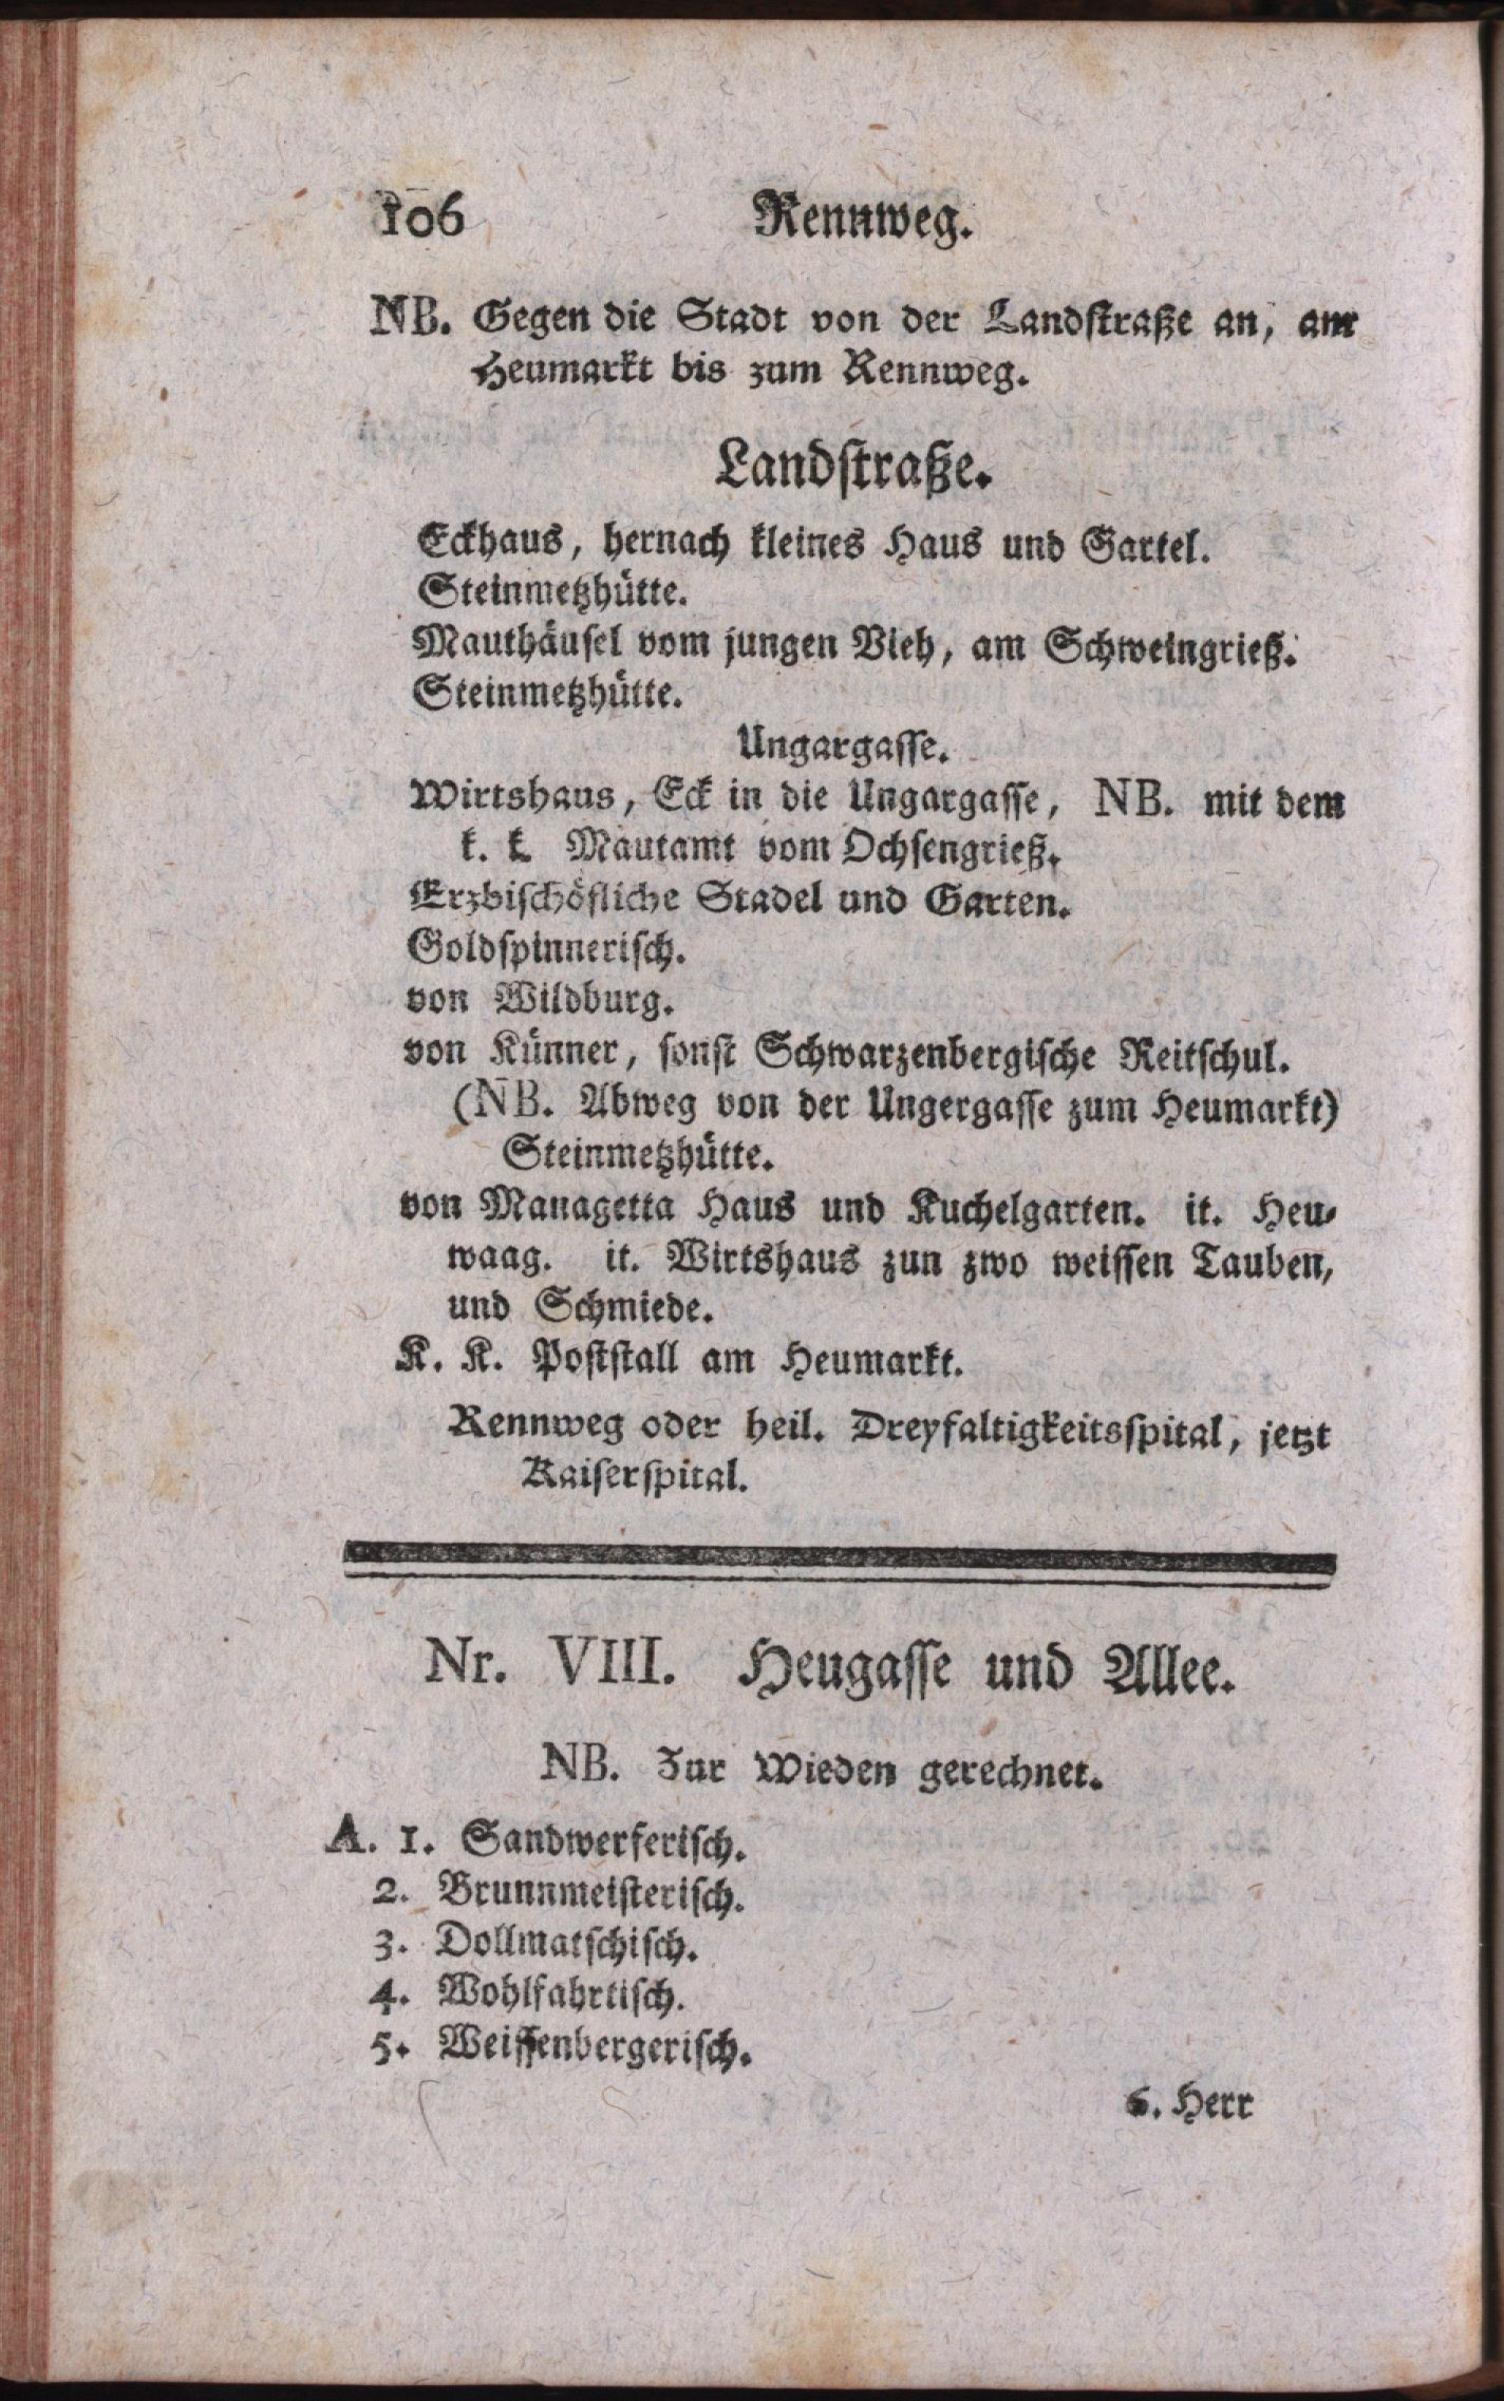 106 Rennweg.
NB. Gegen die Stadt von der Landstraße an, am
Heumarkt bis zum Rennweg.
Landstraße.
Eckhaus, hernach kleines Haus und Gartel.
Steinmetzhütte.
Mauthäusel vom jungen Vieh, am Schweingrieß.
Steinmetzhütte.
Ungargasse.
Wirtshaus, Eck in die Ungargasse, NB. mit dem
k. k. Mautamt vom Ochsengrieß.
Erzbischöfliche Stadel und Garten.
Goldspinnerisch.
von Wildburg.
von Künner, sonst Schwarzenbergische Reitschul.
(NB. Abweg von der Ungergasse zum Heumarkt)
Steinmetzhütte.
von Managetta Haus und Kuchelgarten. it. Heu-
waag. it. Wirtshaus zun zwo weissen Tauben,
und Schmiede.
K. K. Poststall am Heumarkt.
Rennweg oder heil. Dreyfaltigkeitsspital, jetzt
Kaiserspital.
Nr. VIII. Heugasse und Allee.
NB. Zur Wieden gerechnet.
A. 1. Sandwerferisch.
2. Brunnmeisterisch.
3. Dollmatschisch.
4. Wohlfahrtisch.
5. Weissenbergerisch.
6. Herr